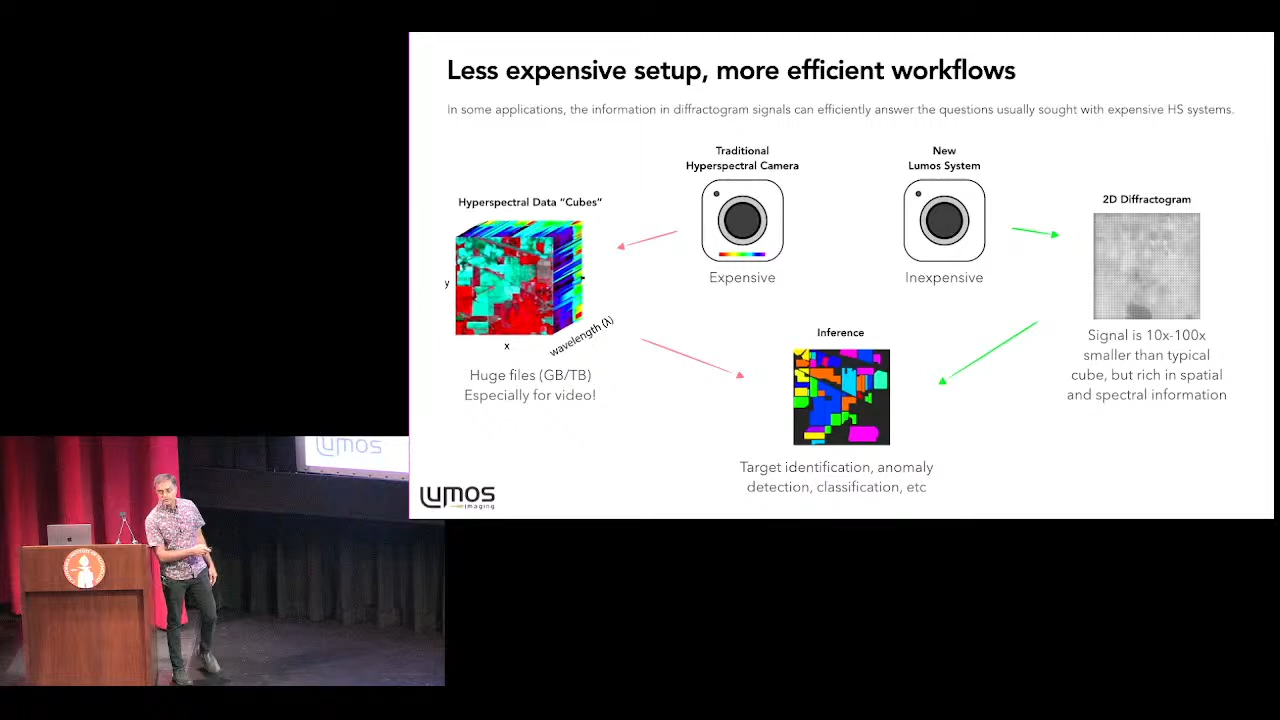 Less expensive setup, more efficient workflows
In some applications, the information in diffractogram signals can efficiently answer the questions usually sought with expensive HS systems.
Traditional
Hyperspectral Camera
Expensive
New
Lumos System
Inexpensive
Hyperspectral Data “Cubes”
y
x
wavelength (λ)
Huge files (GB/TB)
Especially for video!
2D Diffractogram
Signal is 10x-100x
smaller than typical
cube, but rich in spatial
and spectral information
Inference
Target identification, anomaly
detection, classification, etc
LUMOS
imaging
LUMOS